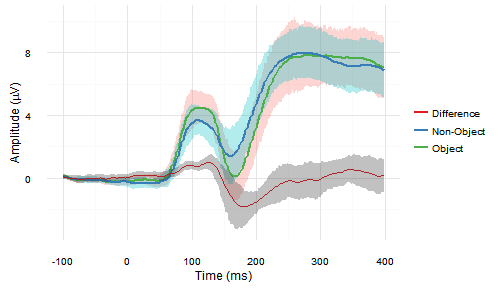 Amplitude (µV)
8
4
0
-100 0 100 200 300 400
Time (ms)
Difference
Non-Object
Object